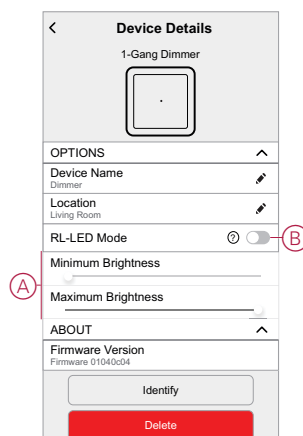 Device Details
1-Gang Dimmer
OPTIONS
Device Name
Dimmer
Location
Living Room
RL-LED Mode ?
B
Minimum Brightness
A
Maximum Brightness
ABOUT
Firmware Version
Firmware 01040c04
Identify
Delete